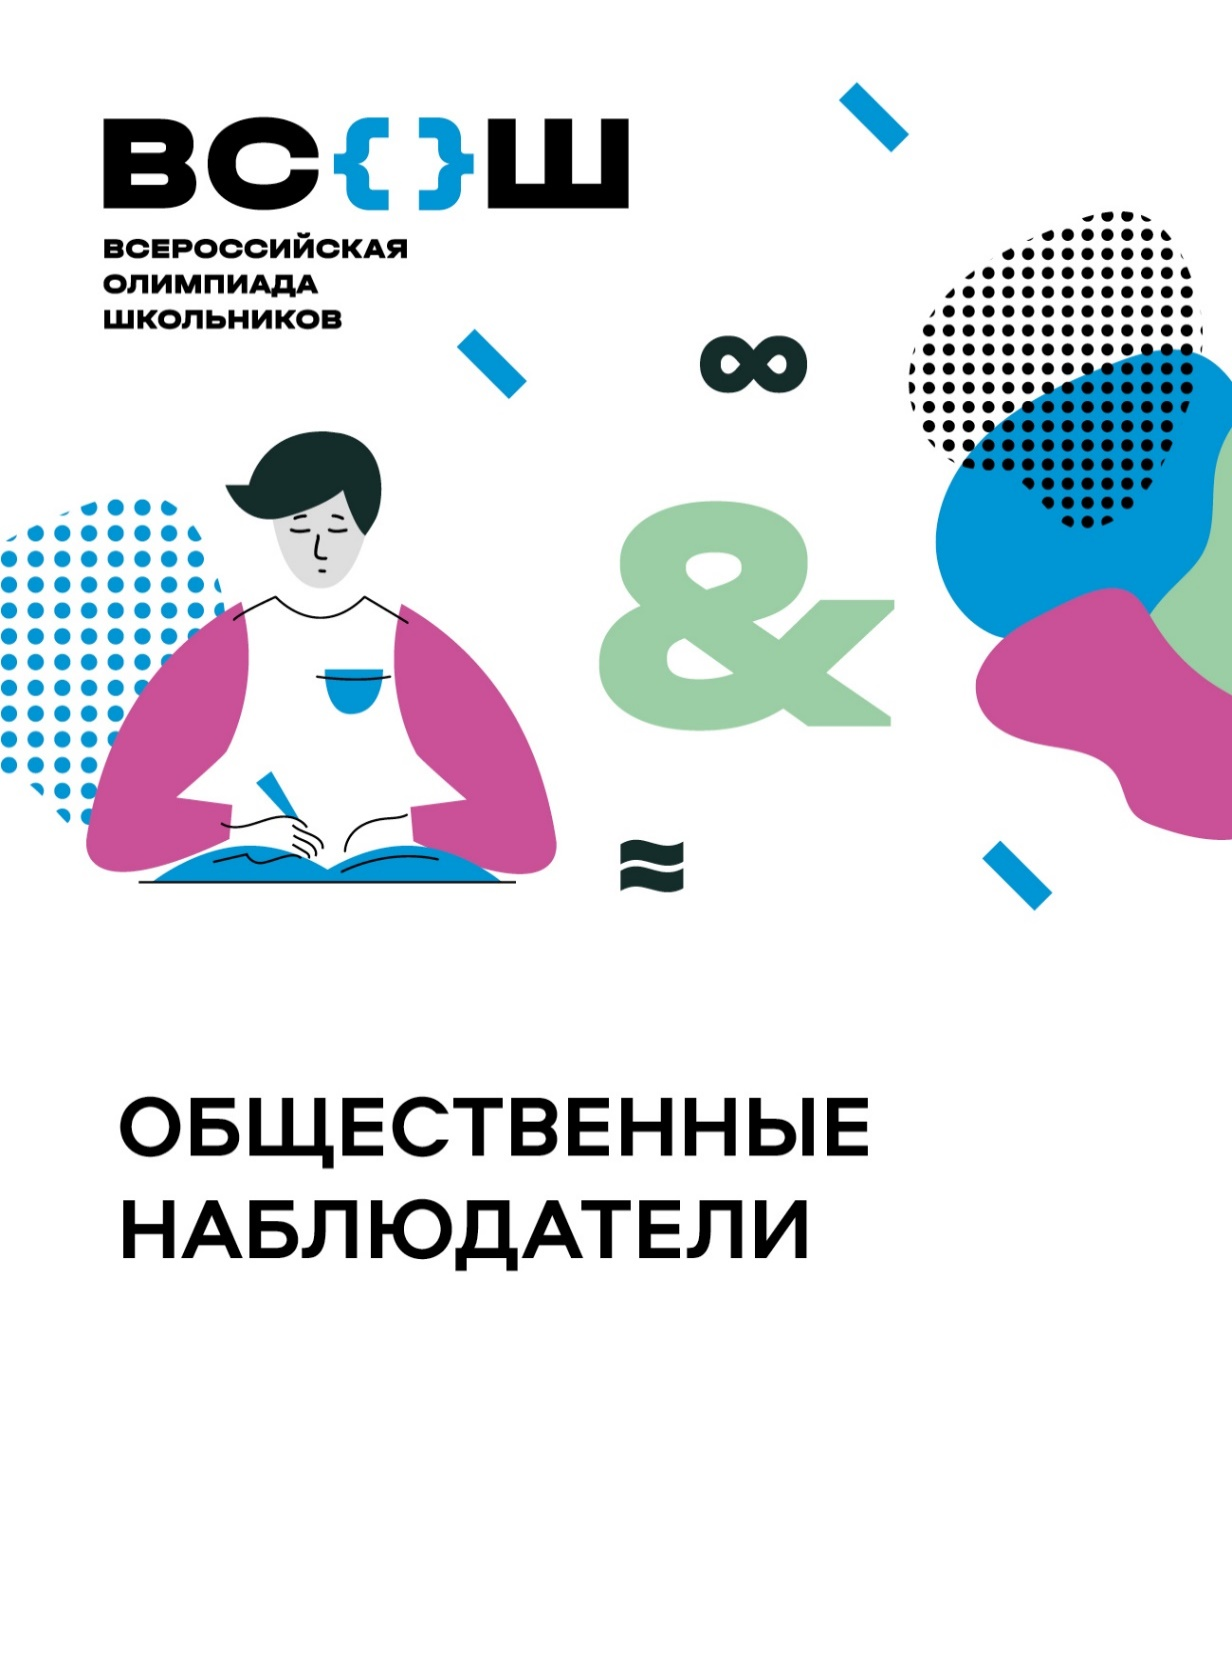 ВС{}Ш
ВСЕРОССИЙСКАЯ
ОЛИМПИАДА
ШКОЛЬНИКОВ
∞
&
≈
ОБЩЕСТВЕННЫЕ
НАБЛЮДАТЕЛИ